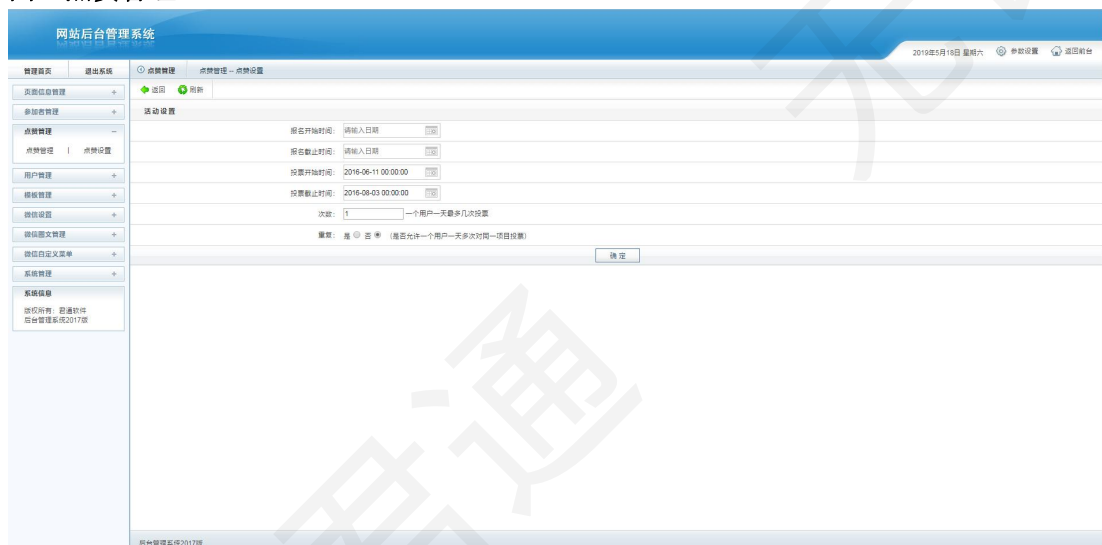 网站后台管理系统
2019年5月18日 星期六 参数设置 返回前台
管理首页 退出系统
点赞管理 点赞管理 -- 点赞设置
页面信息管理 +
返回 刷新
参加者管理 +
活动设置
点赞管理 −
点赞管理 | 点赞设置
用户管理 +
模板管理 +
微信设置 +
微信图文管理 +
微信自定义菜单 +
系统管理 +
系统信息
版权所有：君通软件
后台管理系统2017版
报名开始时间： 请输入日期
报名截止时间： 请输入日期
投票开始时间： 2016-06-11 00:00:00
投票截止时间： 2016-08-03 00:00:00
次数： 1 一个用户一天最多几次投票
重复： 是 否 （是否允许一个用户一天多次对同一项目投票）
确 定
君通
后台管理系统2017版